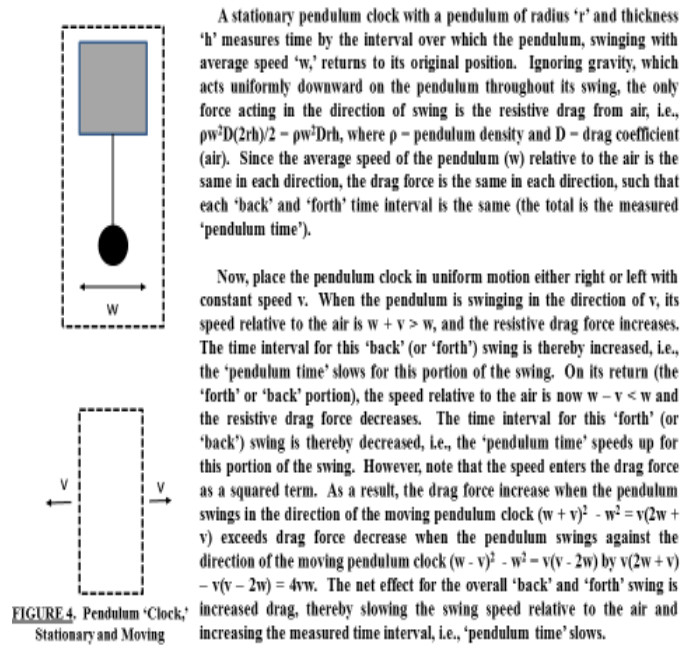 A stationary pendulum clock with a pendulum of radius ‘r’ and thickness
‘h’ measures time by the interval over which the pendulum, swinging with
average speed ‘w,’ returns to its original position. Ignoring gravity, which
acts uniformly downward on the pendulum throughout its swing, the only
force acting in the direction of swing is the resistive drag from air, i.e.,
ρw²D(2rh)/2 = ρw²Drh, where ρ = pendulum density and D = drag coefficient
(air). Since the average speed of the pendulum (w) relative to the air is the
same in each direction, the drag force is the same in each direction, such that
each ‘back’ and ‘forth’ time interval is the same (the total is the measured
‘pendulum time’).
W
Now, place the pendulum clock in uniform motion either right or left with
constant speed v. When the pendulum is swinging in the direction of v, its
speed relative to the air is w + v > w, and the resistive drag force increases.
The time interval for this ‘back’ (or ‘forth’) swing is thereby increased, i.e.,
the ‘pendulum time’ slows for this portion of the swing. On its return (the
‘forth’ or ‘back’ portion), the speed relative to the air is now w – v < w and
the resistive drag force decreases. The time interval for this ‘forth’ (or
‘back’) swing is thereby decreased, i.e., the ‘pendulum time’ speeds up for
this portion of the swing. However, note that the speed enters the drag force
as a squared term. As a result, the drag force increase when the pendulum
swings in the direction of the moving pendulum clock (w + v)² - w² = v(2w +
v) exceeds drag force decrease when the pendulum swings against the
direction of the moving pendulum clock (w - v)² - w² = v(v - 2w) by v(2w + v)
– v(v – 2w) = 4vw. The net effect for the overall ‘back’ and ‘forth’ swing is
increased drag, thereby slowing the swing speed relative to the air and
increasing the measured time interval, i.e., ‘pendulum time’ slows.
V
V
FIGURE 4. Pendulum ‘Clock,’
Stationary and Moving